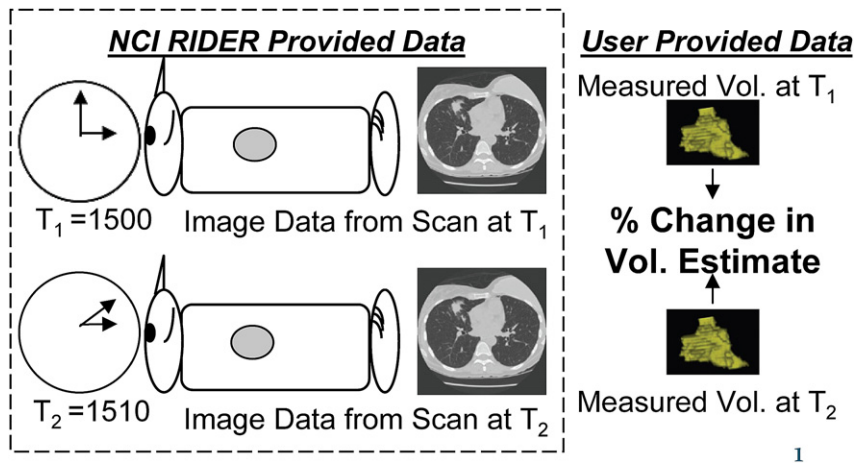 NCI RIDER Provided Data
T1 =1500
Image Data from Scan at T1
T2 =1510
Image Data from Scan at T2
User Provided Data
Measured Vol. at T1
% Change in
Vol. Estimate
Measured Vol. at T2
1